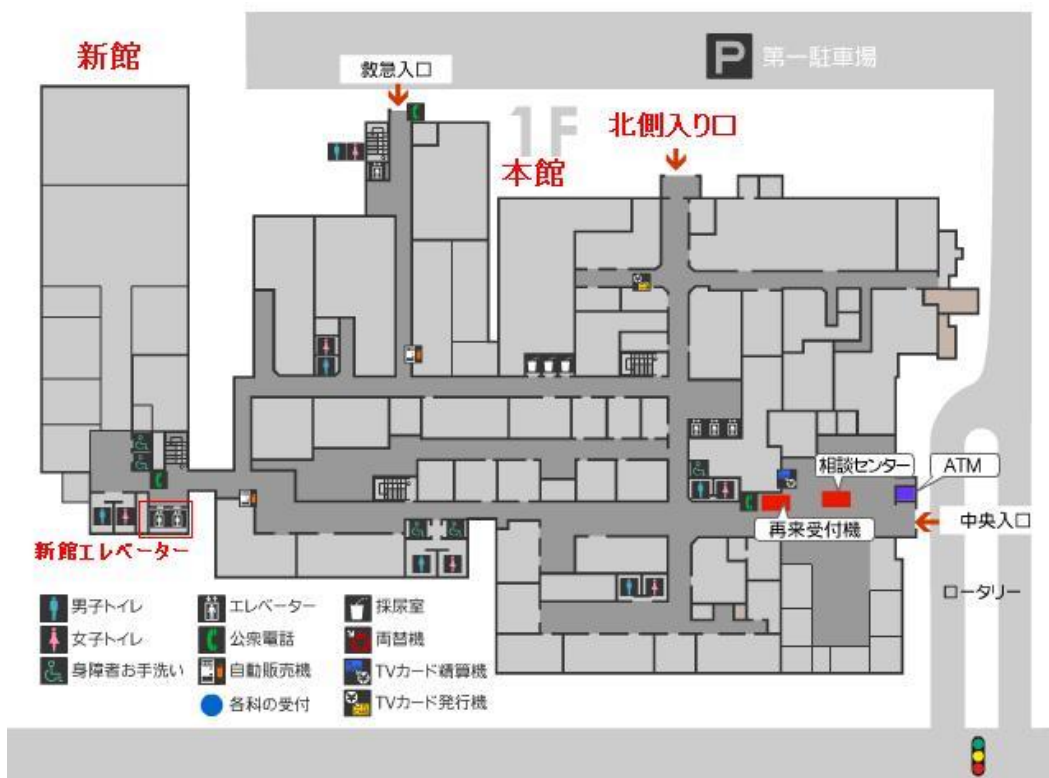 新館
救急入口
P 第一駐車場
1F
北側入り口
本館
相談センター
ATM
再来受付機
中央入口
新館エレベーター
ロータリー
男子トイレ
エレベーター
採尿室
女子トイレ
公衆電話
両替機
身障者お手洗い
自動販売機
TVカード精算機
各科の受付
TVカード発行機